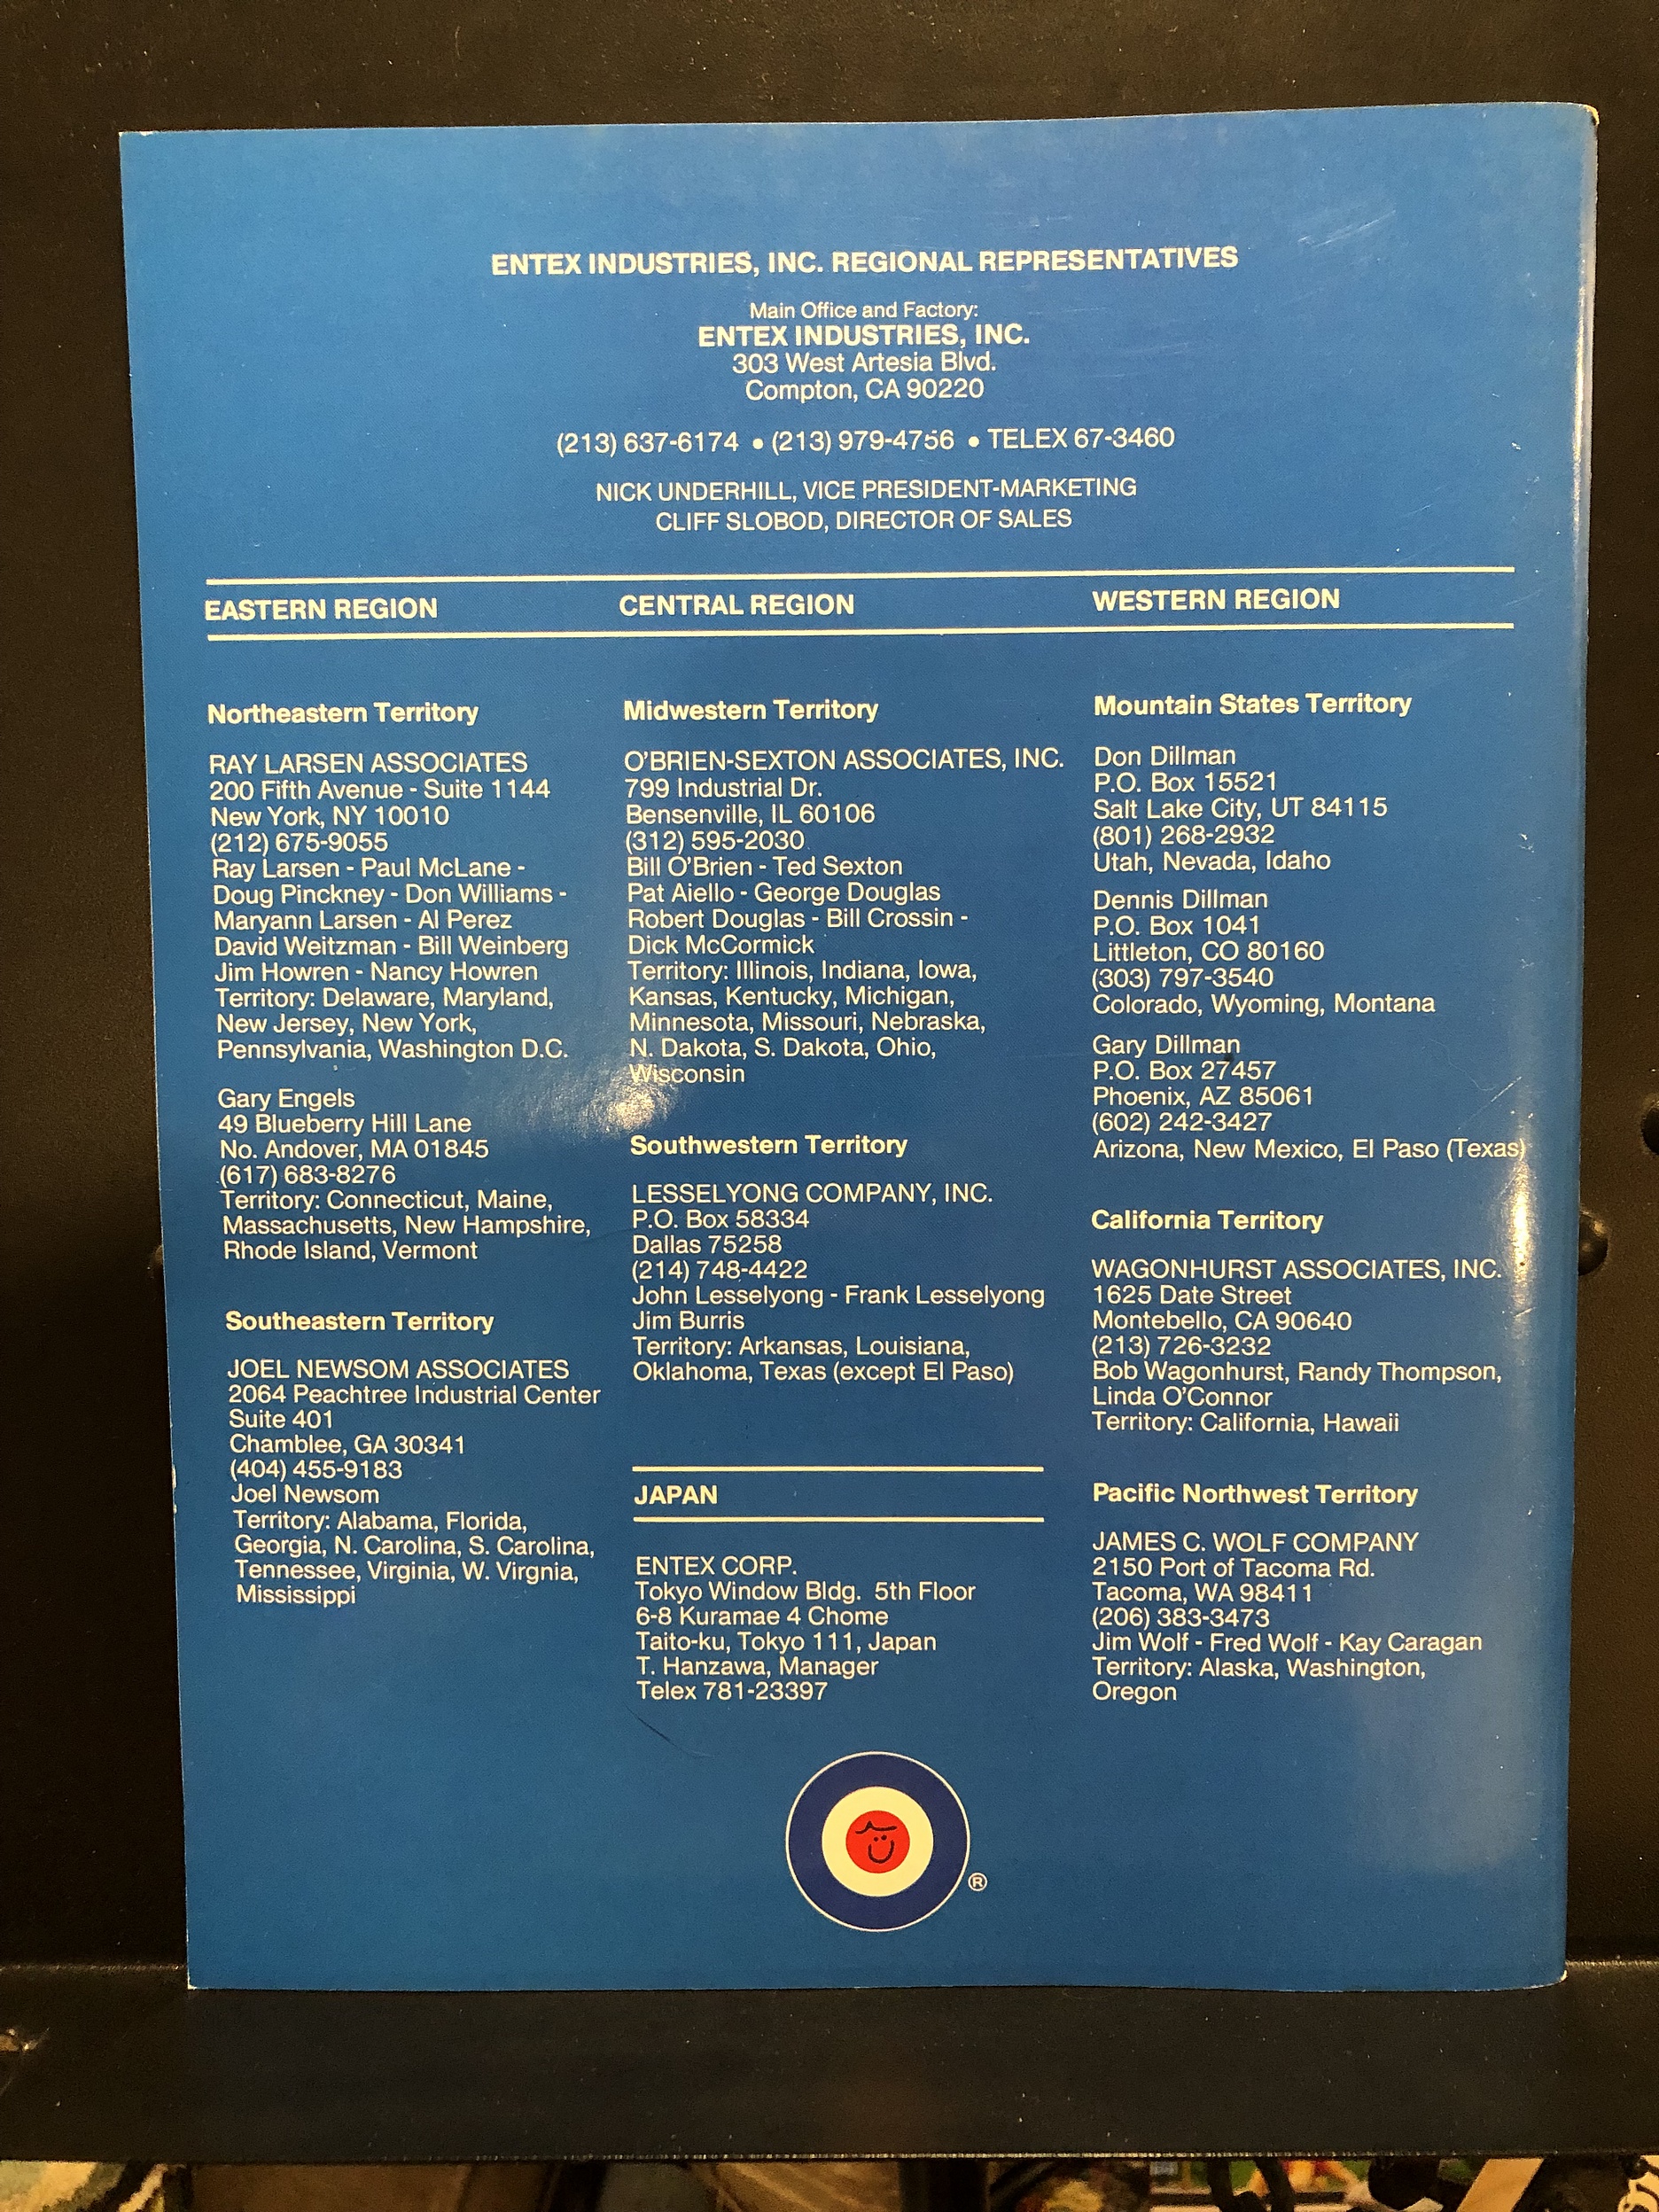 ENTEX INDUSTRIES, INC. REGIONAL REPRESENTATIVES
Main Office and Factory:
ENTEX INDUSTRIES, INC.
303 West Artesia Blvd.
Compton, CA 90220
(213) 637-6174 • (213) 979-4756 • TELEX 67-3460
NICK UNDERHILL, VICE PRESIDENT-MARKETING
CLIFF SLOBOD, DIRECTOR OF SALES
EASTERN REGION
Northeastern Territory
RAY LARSEN ASSOCIATES
200 Fifth Avenue - Suite 1144
New York, NY 10010
(212) 675-9055
Ray Larsen - Paul McLane -
Doug Pinckney - Don Williams -
Maryann Larsen - Al Perez
David Weitzman - Bill Weinberg
Jim Howren - Nancy Howren
Territory: Delaware, Maryland,
New Jersey, New York,
Pennsylvania, Washington D.C.
Gary Engels
49 Blueberry Hill Lane
No. Andover, MA 01845
(617) 683-8276
Territory: Connecticut, Maine,
Massachusetts, New Hampshire,
Rhode Island, Vermont
Southeastern Territory
JOEL NEWSOM ASSOCIATES
2064 Peachtree Industrial Center
Suite 401
Chamblee, GA 30341
(404) 455-9183
Joel Newsom
Territory: Alabama, Florida,
Georgia, N. Carolina, S. Carolina,
Tennessee, Virginia, W. Virgnia,
Mississippi
CENTRAL REGION
Midwestern Territory
O'BRIEN-SEXTON ASSOCIATES, INC.
799 Industrial Dr.
Bensenville, IL 60106
(312) 595-2030
Bill O'Brien - Ted Sexton
Pat Aiello - George Douglas
Robert Douglas - Bill Crossin -
Dick McCormick
Territory: Illinois, Indiana, Iowa,
Kansas, Kentucky, Michigan,
Minnesota, Missouri, Nebraska,
N. Dakota, S. Dakota, Ohio,
Wisconsin
Southwestern Territory
LESSELYONG COMPANY, INC.
P.O. Box 58334
Dallas 75258
(214) 748-4422
John Lesselyong - Frank Lesselyong
Jim Burris
Territory: Arkansas, Louisiana,
Oklahoma, Texas (except El Paso)
JAPAN
ENTEX CORP.
Tokyo Window Bldg. 5th Floor
6-8 Kuramae 4 Chome
Taito-ku, Tokyo 111, Japan
T. Hanzawa, Manager
Telex 781-23397
WESTERN REGION
Mountain States Territory
Don Dillman
P.O. Box 15521
Salt Lake City, UT 84115
(801) 268-2932
Utah, Nevada, Idaho
Dennis Dillman
P.O. Box 1041
Littleton, CO 80160
(303) 797-3540
Colorado, Wyoming, Montana
Gary Dillman
P.O. Box 27457
Phoenix, AZ 85061
(602) 242-3427
Arizona, New Mexico, El Paso (Texas)
California Territory
WAGONHURST ASSOCIATES, INC.
1625 Date Street
Montebello, CA 90640
(213) 726-3232
Bob Wagonhurst, Randy Thompson,
Linda O'Connor
Territory: California, Hawaii
Pacific Northwest Territory
JAMES C. WOLF COMPANY
2150 Port of Tacoma Rd.
Tacoma, WA 98411
(206) 383-3473
Jim Wolf - Fred Wolf - Kay Caragan
Territory: Alaska, Washington,
Oregon
®